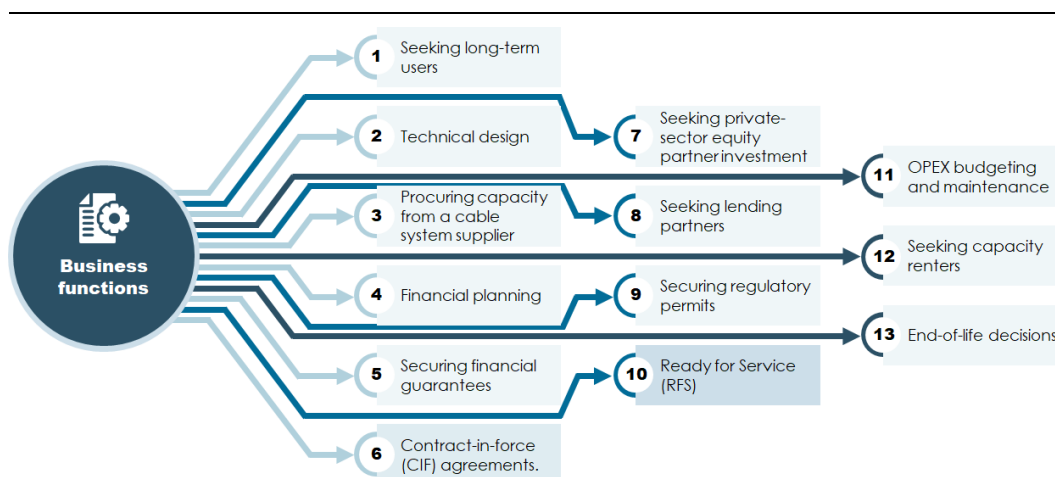 Business
functions
1
Seeking long-term
users
2
Technical design
3
Procuring capacity
from a cable
system supplier
4
Financial planning
5
Securing financial
guarantees
6
Contract-in-force
(CIF) agreements.
7
Seeking private-
sector equity
partner investment
8
Seeking lending
partners
9
Securing regulatory
permits
10
Ready for Service
(RFS)
11
OPEX budgeting
and maintenance
12
Seeking capacity
renters
13
End-of-life decisions